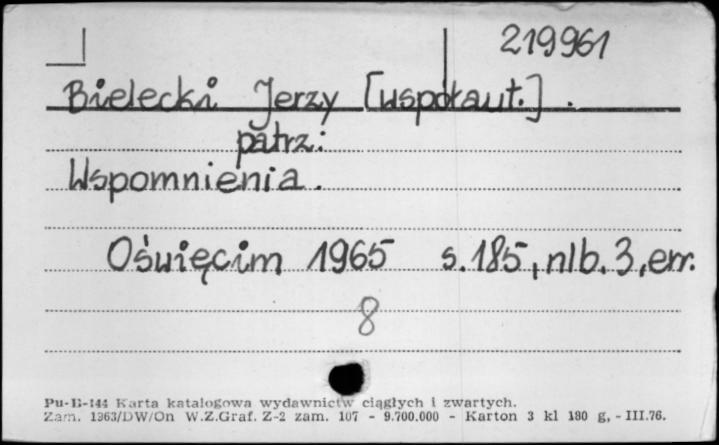 219961
Bielecki Jerzy [współaut.] .
patrz:
Wspomnienia.
Oświęcim 1965 s. 185, nlb. 3, err.
8
Pu-B-144 Karta katalogowa wydawnictw ciągłych i zwartych.
Zam. 1363/DW/On W.Z.Graf. Z-2 zam. 107 - 9.700.000 - Karton 3 kl 180 g, - III.76.